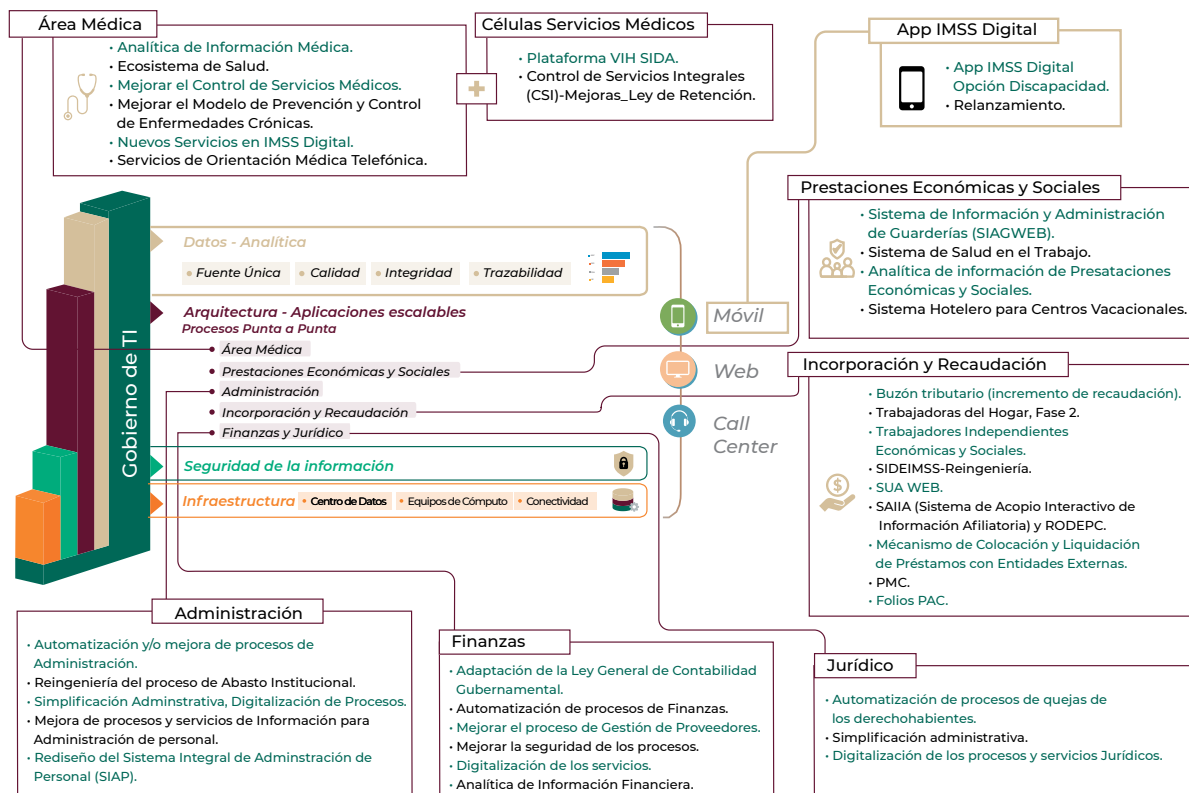 Área Médica
• Analítica de Información Médica.
• Ecosistema de Salud.
• Mejorar el Control de Servicios Médicos.
• Mejorar el Modelo de Prevención y Control
de Enfermedades Crónicas.
• Nuevos Servicios en IMSS Digital.
• Servicios de Orientación Médica Telefónica.
Células Servicios Médicos
• Plataforma VIH SIDA.
• Control de Servicios Integrales
(CSI)-Mejoras_Ley de Retención.
App IMSS Digital
• App IMSS Digital
Opción Discapacidad.
• Relanzamiento.
Gobierno de TI
Datos - Analítica
• Fuente Única
• Calidad
• Integridad
• Trazabilidad
Arquitectura - Aplicaciones escalables
Procesos Punta a Punta
• Área Médica
• Prestaciones Económicas y Sociales
• Administración
• Incorporación y Recaudación
• Finanzas y Jurídico
Seguridad de la información
Infraestructura
• Centro de Datos
• Equipos de Cómputo
• Conectividad
Móvil
Web
Call
Center
Prestaciones Económicas y Sociales
• Sistema de Información y Administración
de Guarderías (SIAGWEB).
• Sistema de Salud en el Trabajo.
• Analítica de información de Presataciones
Económicas y Sociales.
• Sistema Hotelero para Centros Vacacionales.
Incorporación y Recaudación
• Buzón tributario (incremento de recaudación).
• Trabajadoras del Hogar, Fase 2.
• Trabajadores Independientes
Económicas y Sociales.
• SIDEIMSS-Reingeniería.
• SUA WEB.
• SAIIA (Sistema de Acopio Interactivo de
Información Afiliatoria) y RODEPC.
• Mécanismo de Colocación y Liquidación
de Préstamos con Entidades Externas.
• PMC.
• Folios PAC.
Administración
• Automatización y/o mejora de procesos de
Administración.
• Reingeniería del proceso de Abasto Institucional.
• Simplificación Adminstrativa, Digitalización de Procesos.
• Mejora de procesos y servicios de Información para
Administración de personal.
• Rediseño del Sistema Integral de Adminstración de
Personal (SIAP).
Finanzas
• Adaptación de la Ley General de Contabilidad
Gubernamental.
• Automatización de procesos de Finanzas.
• Mejorar el proceso de Gestión de Proveedores.
• Mejorar la seguridad de los procesos.
• Digitalización de los servicios.
• Analítica de Información Financiera.
Jurídico
• Automatización de procesos de quejas de
los derechohabientes.
• Simplificación administrativa.
• Digitalización de los procesos y servicios Jurídicos.